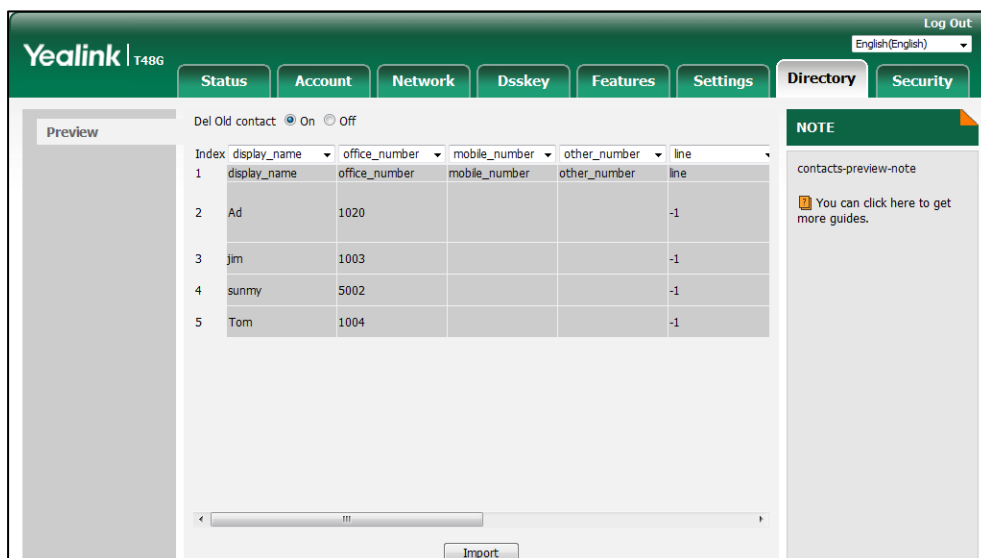 Log Out
Yealink | T48G
English(English)
Status Account Network Dsskey Features Settings Directory Security
Preview
Del Old contact On Off
Index display_name office_number mobile_number other_number line
1 display_name office_number mobile_number other_number line
2 Ad 1020 -1
3 jim 1003 -1
4 sunmy 5002 -1
5 Tom 1004 -1
Import
NOTE
contacts-preview-note
You can click here to get
more guides.